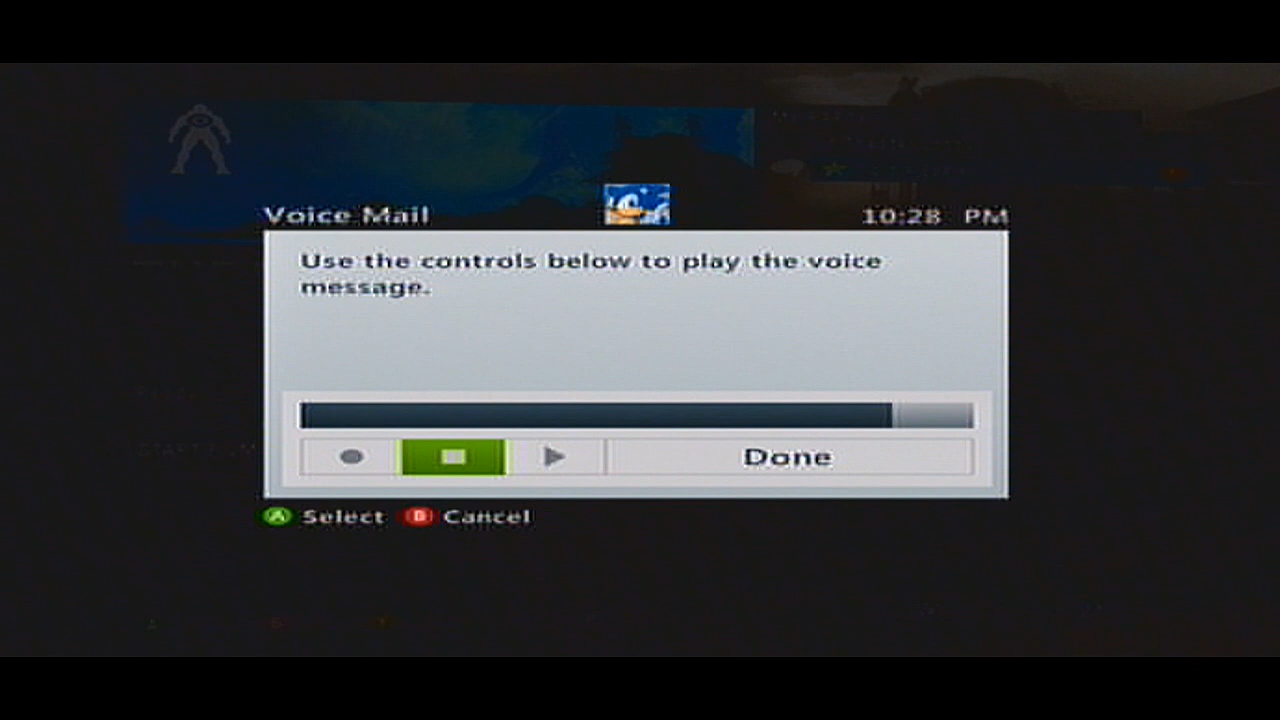 Voice Mail
10:28 PM
Use the controls below to play the voice
message.
Done
A Select B Cancel